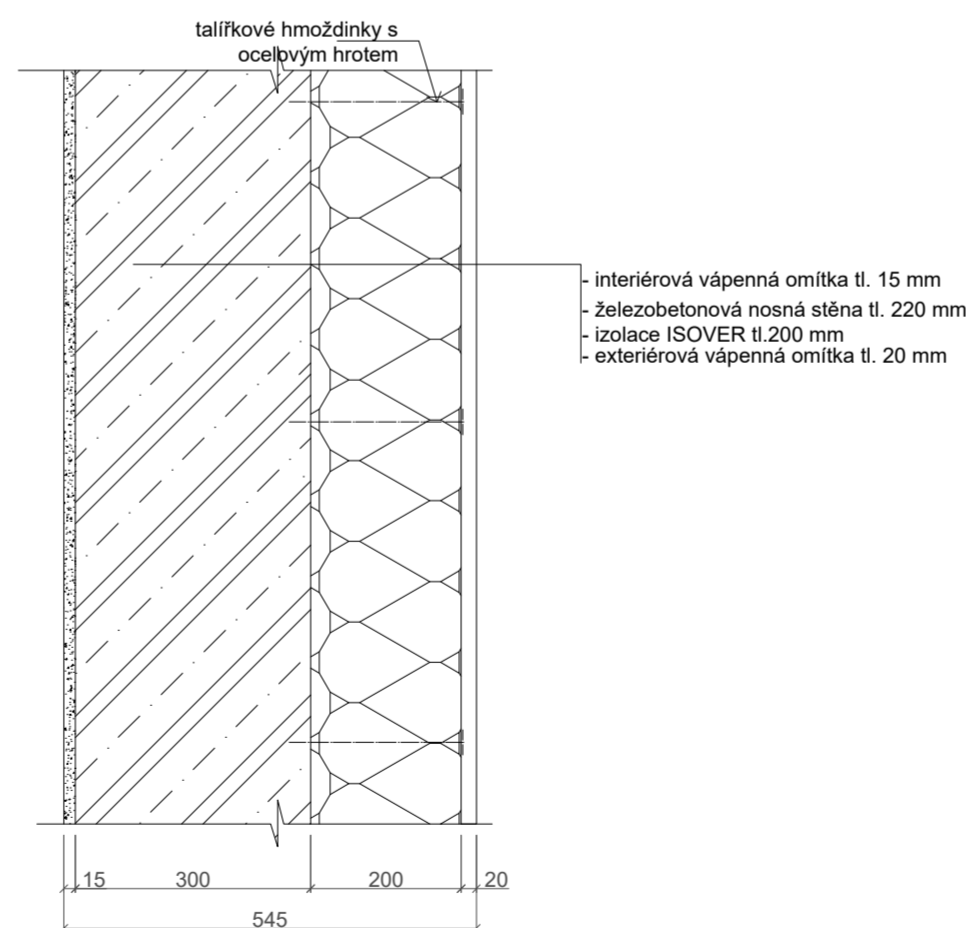 talířkové hmoždinky s
ocelovým hrotem
- interiérová vápenná omítka tl. 15 mm
- železobetonová nosná stěna tl. 220 mm
- izolace ISOVER tl.200 mm
- exteriérová vápenná omítka tl. 20 mm
15 300 200 20
545